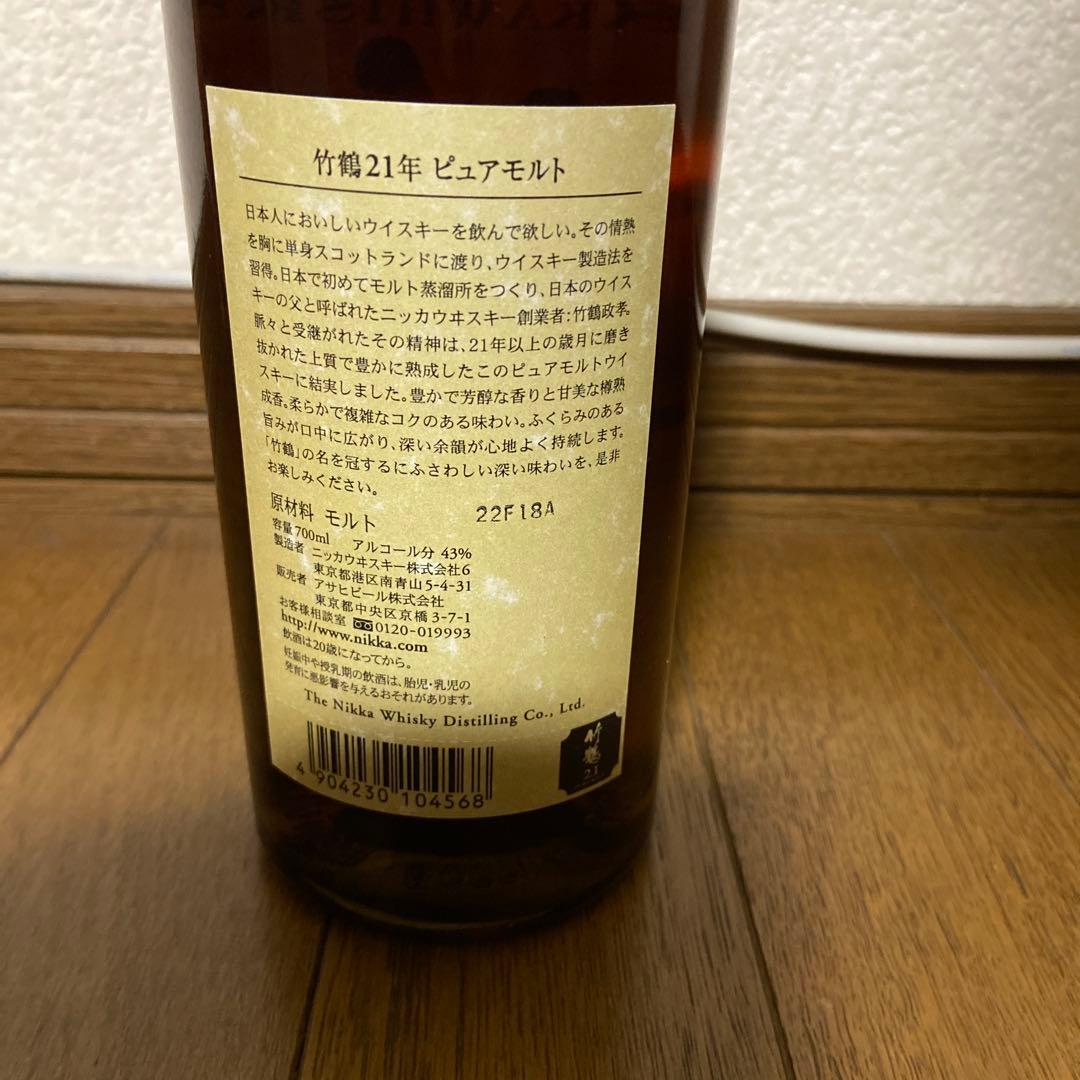 竹鶴21年 ピュアモルト
日本人においしいウイスキーを飲んで欲しい。その情熱
を胸に単身スコットランドに渡り、ウイスキー製造法を
習得。日本で初めてモルト蒸溜所をつくり、日本のウイス
キーの父と呼ばれたニッカウヰスキー創業者:竹鶴政孝。
脈々と受継がれたその精神は、21年以上の歳月に磨き
抜かれた上質で豊かに熟成したこのピュアモルトウイ
スキーに結実しました。豊かで芳醇な香りと甘美な樽熟
成香。柔らかで複雑なコクのある味わい。ふくらみのある
旨みが口中に広がり、深い余韻が心地よく持続します。
「竹鶴」の名を冠するにふさわしい深い味わいを、是非
お楽しみください。
原材料 モルト 22F18A
容量700ml アルコール分 43%
製造者 ニッカウヰスキー株式会社6
東京都港区南青山5-4-31
販売者 アサヒビール株式会社
東京都中央区京橋3-7-1
お客様相談室 0120-019993
http://www.nikka.com
飲酒は20歳になってから。
妊娠中や授乳期の飲酒は、胎児・乳児の
発育に悪影響を与えるおそれがあります。
The Nikka Whisky Distilling Co., Ltd.
竹鶴
21
4 904230 104568